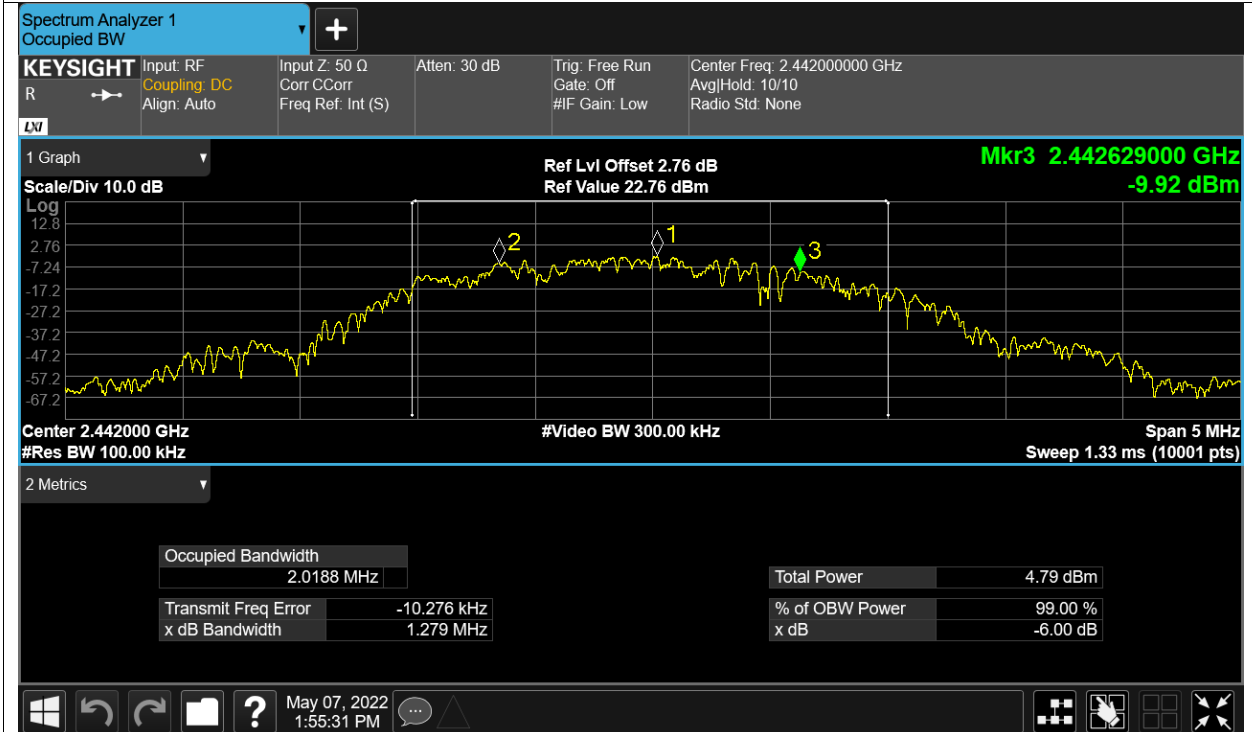 Spectrum Analyzer 1
Occupied BW
+
KEYSIGHT
R
LXI
Input: RF
Coupling: DC
Align: Auto
Input Z: 50 Ω
Corr CCorr
Freq Ref: Int (S)
Atten: 30 dB
Trig: Free Run
Gate: Off
#IF Gain: Low
Center Freq: 2.442000000 GHz
Avg|Hold: 10/10
Radio Std: None
1 Graph
Scale/Div 10.0 dB
Ref Lvl Offset 2.76 dB
Ref Value 22.76 dBm
Mkr3 2.442629000 GHz
-9.92 dBm
Log
12.8
2.76
-7.24
-17.2
-27.2
-37.2
-47.2
-57.2
-67.2
2
1
3
Center 2.442000 GHz
#Res BW 100.00 kHz
#Video BW 300.00 kHz
Span 5 MHz
Sweep 1.33 ms (10001 pts)
2 Metrics
Occupied Bandwidth
2.0188 MHz
Transmit Freq Error -10.276 kHz
x dB Bandwidth 1.279 MHz
Total Power 4.79 dBm
% of OBW Power 99.00 %
x dB -6.00 dB
?
May 07, 2022
1:55:31 PM